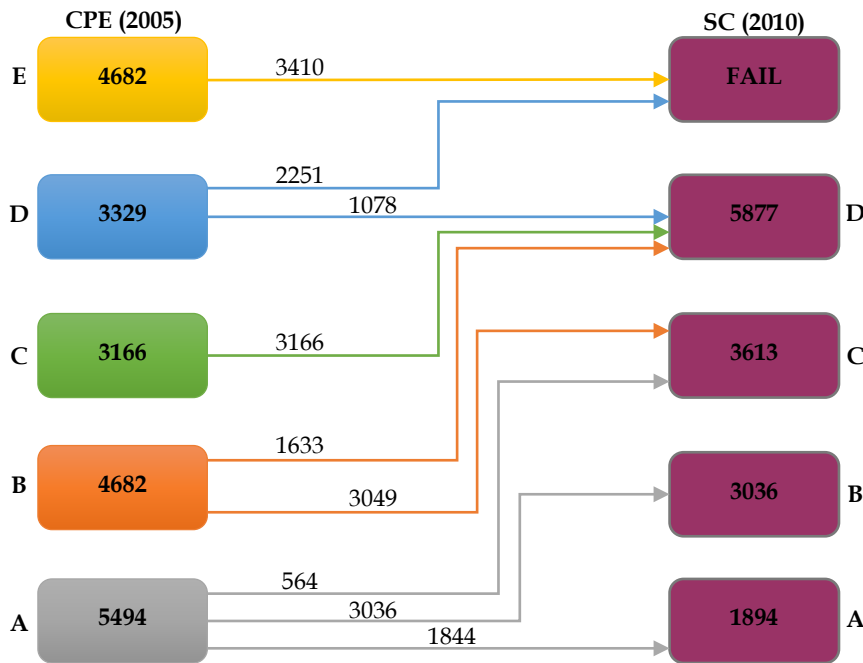 CPE (2005) SC (2010)
E 4682 3410 FAIL
2251
D 3329 1078 5877 D
C 3166 3166 3613 C
1633
B 4682 3049 3036 B
564
A 5494 3036 1894 A
1844